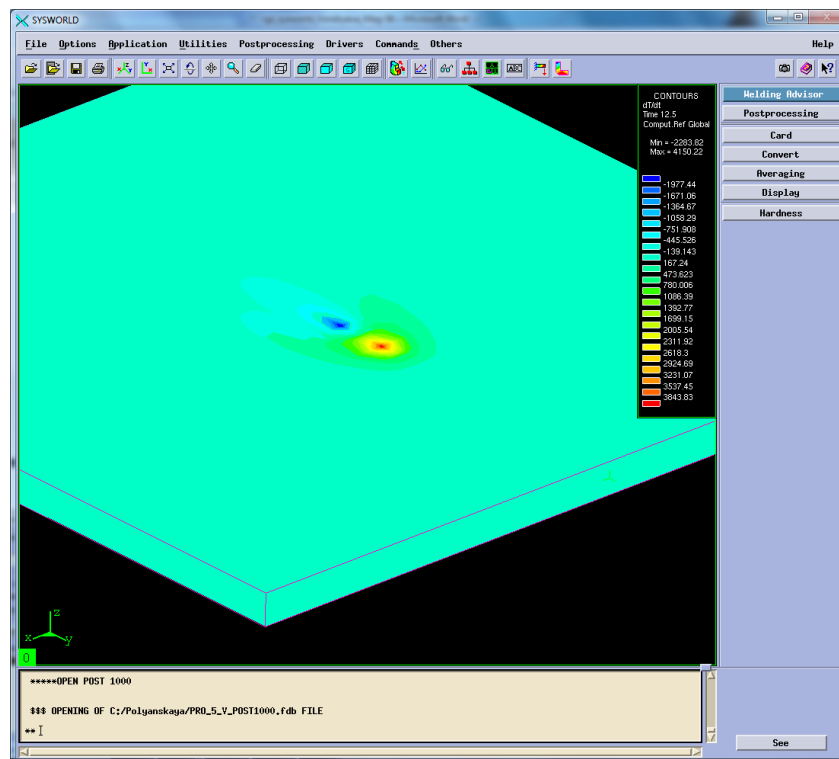 SYSWORLD
File Options Application Utilities Postprocessing Drivers Commands Others Help
CONTOURS
dT/dt
Time 12.5
Comput.Ref Global
Min = -2283.82
Max = 4150.22
-1977.44
-1671.06
-1364.67
-1058.29
-751.908
-445.526
-139.143
167.24
473.623
780.006
1086.39
1392.77
1699.15
2005.54
2311.92
2618.3
2924.69
3231.07
3537.45
3843.83
Welding Advisor
Postprocessing
Card
Convert
Averaging
Display
Hardness
z
x
y
0
*****OPEN POST 1000
$$$ OPENING OF C:/Polyanskaya/PRO_5_V_POST1000.fdb FILE
**
See